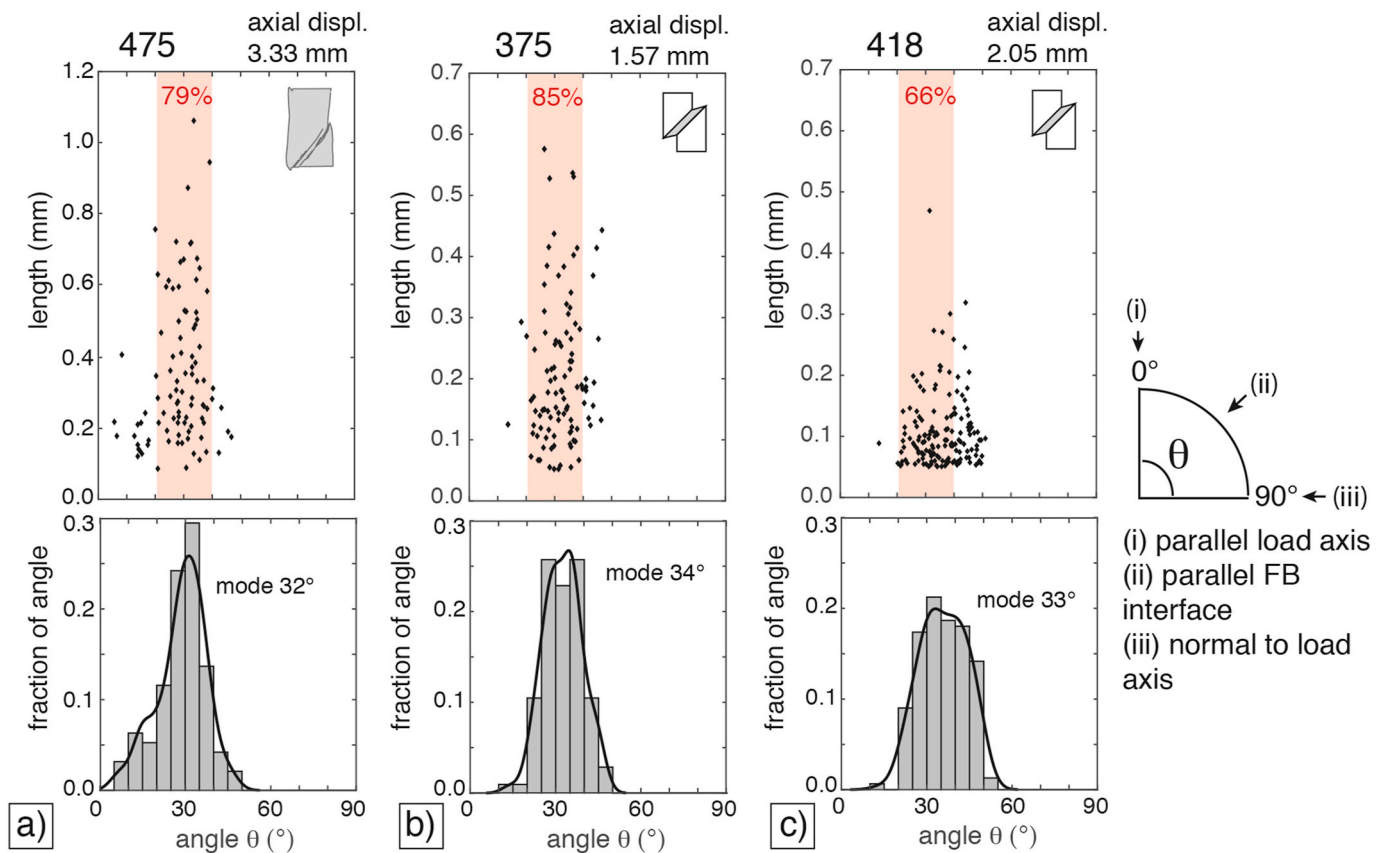 475
axial displ.
3.33 mm
1.2
1.0
0.8
0.6
0.4
0.2
0.0
length (mm)
79%
0.3
0.2
0.1
0.0
fraction of angle
mode 32°
0
30
60
90
angle θ (°)
a)
375
axial displ.
1.57 mm
0.7
0.6
0.5
0.4
0.3
0.2
0.1
0.0
length (mm)
85%
0.3
0.2
0.1
0.0
fraction of angle
mode 34°
0
30
60
90
angle θ (°)
b)
418
axial displ.
2.05 mm
0.7
0.6
0.5
0.4
0.3
0.2
0.1
0.0
length (mm)
66%
0.3
0.2
0.1
0.0
fraction of angle
mode 33°
0
30
60
90
angle θ (°)
c)
(i)
0°
(ii)
θ
90°
(iii)
(i) parallel load axis
(ii) parallel FB
interface
(iii) normal to load
axis